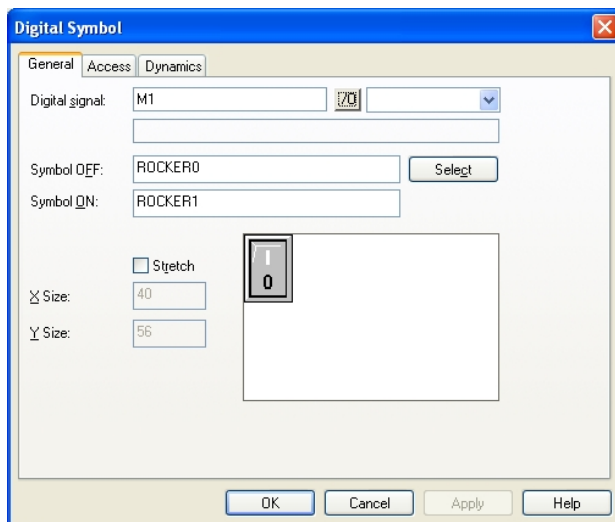 Digital Symbol
General Access Dynamics
Digital signal: M1 I/O
Symbol OFF: ROCKER0 Select
Symbol ON: ROCKER1
Stretch
X Size: 40
Y Size: 56
I
0
OK Cancel Apply Help